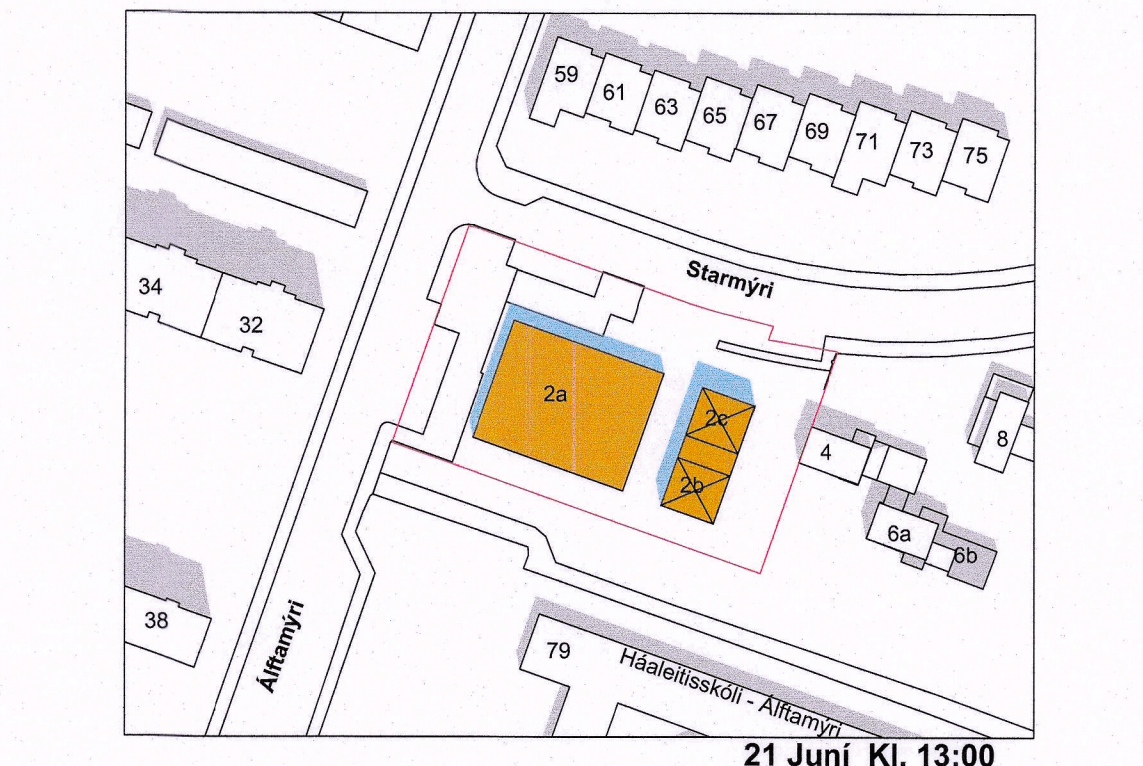 59
61
63
65
67
69
71
73
75
Starmýri
34
32
2a
2c
2b
4
8
6a
6b
38
Álftamýri
79
Háaleitisskóli - Álftamýri
21 Juní Kl. 13:00